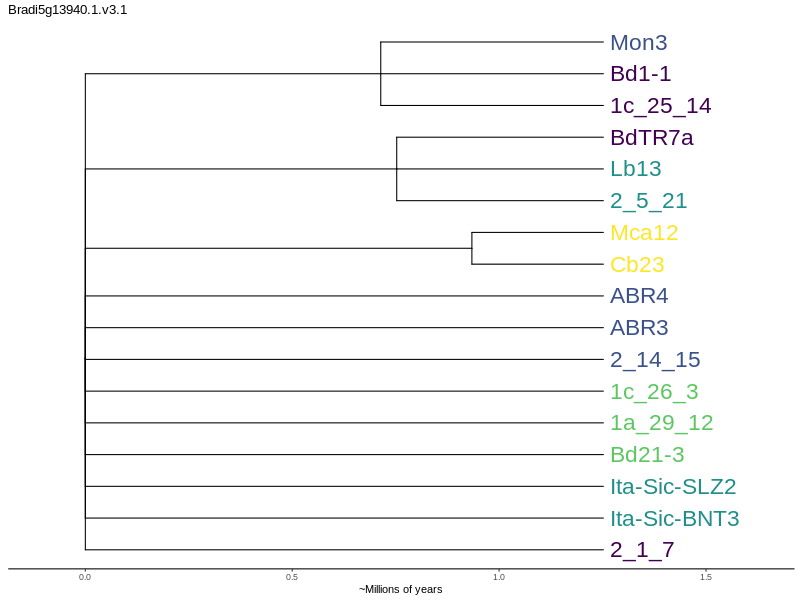 Bradi5g13940.1.v3.1
Mon3
Bd1-1
1c_25_14
BdTR7a
Lb13
2_5_21
Mca12
Cb23
ABR4
ABR3
2_14_15
1c_26_3
1a_29_12
Bd21-3
Ita-Sic-SLZ2
Ita-Sic-BNT3
2_1_7
0.0 0.5 1.0 1.5
~Millions of years